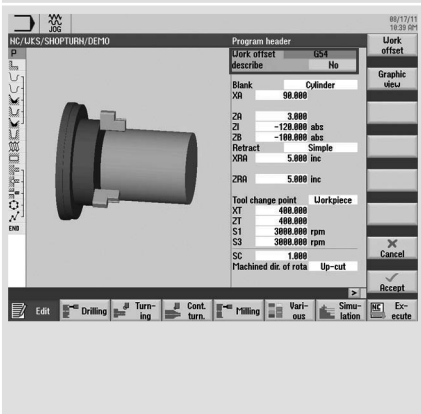 JOG
08/17/11
10:39 AM
NC/WKS/SHOPTURN/DEMO
Program header
Work offset
P
Work offset G54
describe No
Graphic view
Blank Cylinder
XA 90.000
ZA 3.000
ZI -120.000 abs
ZB -100.000 abs
Retract Simple
XRA 5.000 inc
ZRA 5.000 inc
Tool change point Workpiece
XT 400.000
ZT 400.000
S1 3000.000 rpm
S3 3000.000 rpm
SC 1.000
Machined dir. of rota Up-cut
END
Cancel
Accept
>
Edit
Drilling
Turn-
ing
Cont.
turn.
Milling
Vari-
ous
Simu-
lation
NC
Ex-
ecute